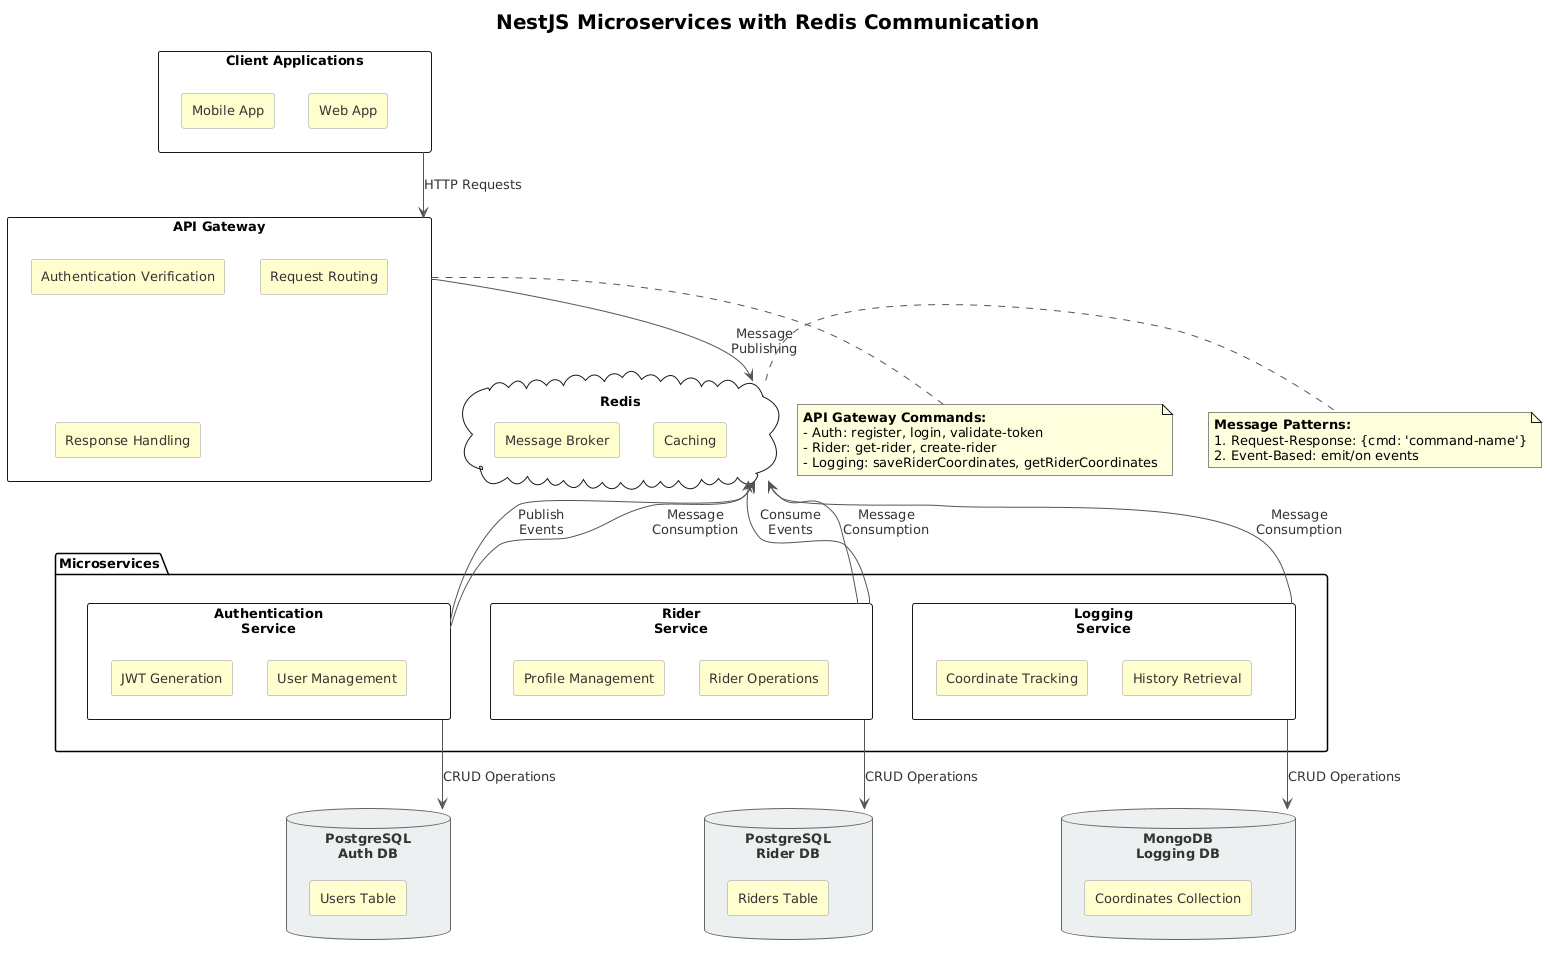 NestJS Microservices with Redis Communication
Client Applications
Mobile App
Web App
HTTP Requests
API Gateway
Authentication Verification
Request Routing
Response Handling
Message
Publishing
Redis
Message Broker
Caching
API Gateway Commands:
- Auth: register, login, validate-token
- Rider: get-rider, create-rider
- Logging: saveRiderCoordinates, getRiderCoordinates
Message Patterns:
1. Request-Response: {cmd: 'command-name'}
2. Event-Based: emit/on events
Publish
Events
Message
Consumption
Consume
Events
Message
Consumption
Message
Consumption
Microservices
Authentication
Service
JWT Generation
User Management
Rider
Service
Profile Management
Rider Operations
Logging
Service
Coordinate Tracking
History Retrieval
CRUD Operations
CRUD Operations
CRUD Operations
PostgreSQL
Auth DB
Users Table
PostgreSQL
Rider DB
Riders Table
MongoDB
Logging DB
Coordinates Collection